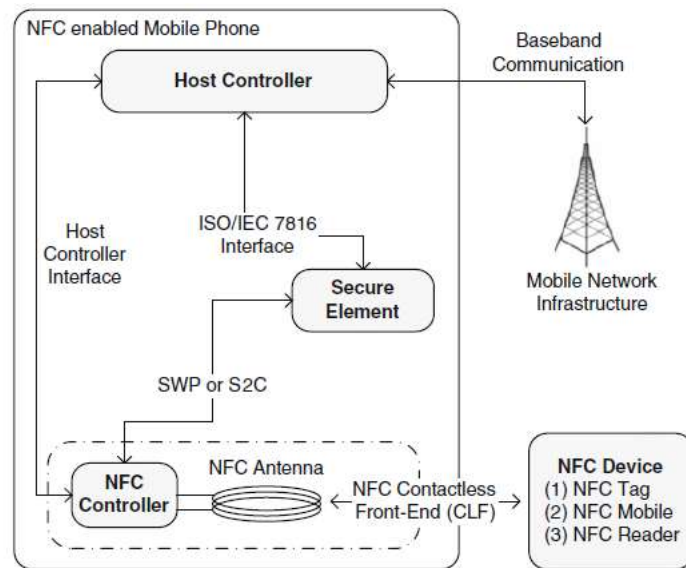 NFC enabled Mobile Phone
Host Controller
Baseband
Communication
Host
Controller
Interface
ISO/IEC 7816
Interface
Secure
Element
Mobile Network
Infrastructure
SWP or S2C
NFC
Controller
NFC Antenna
NFC Contactless
Front-End (CLF)
NFC Device
(1) NFC Tag
(2) NFC Mobile
(3) NFC Reader